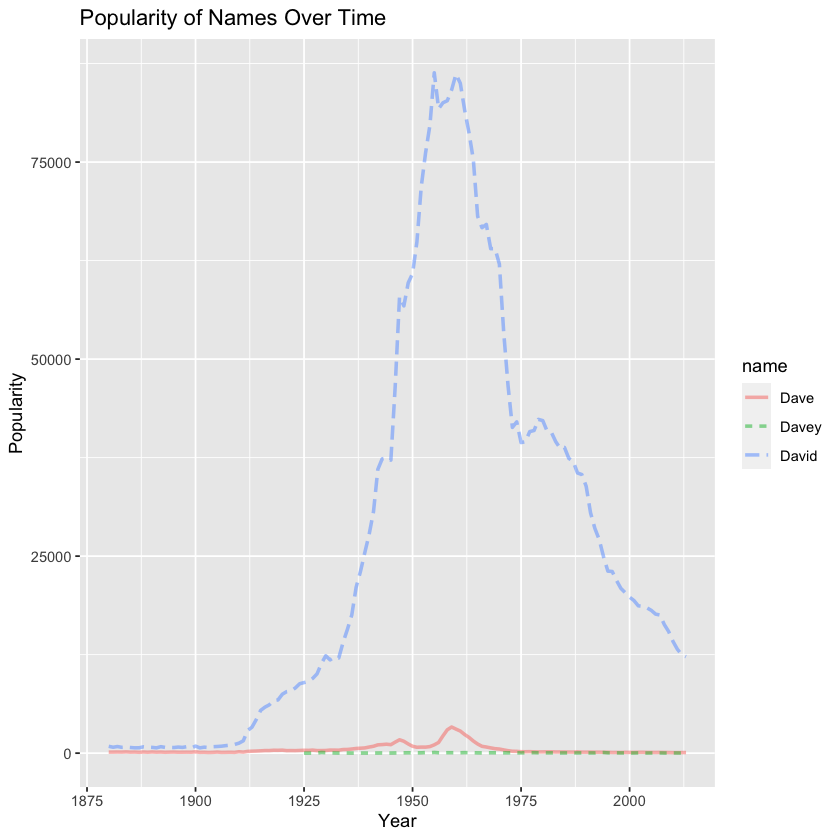 Popularity of Names Over Time
75000
50000
25000
0
Popularity
1875 1900 1925 1950 1975 2000
Year
name
Dave
Davey
David